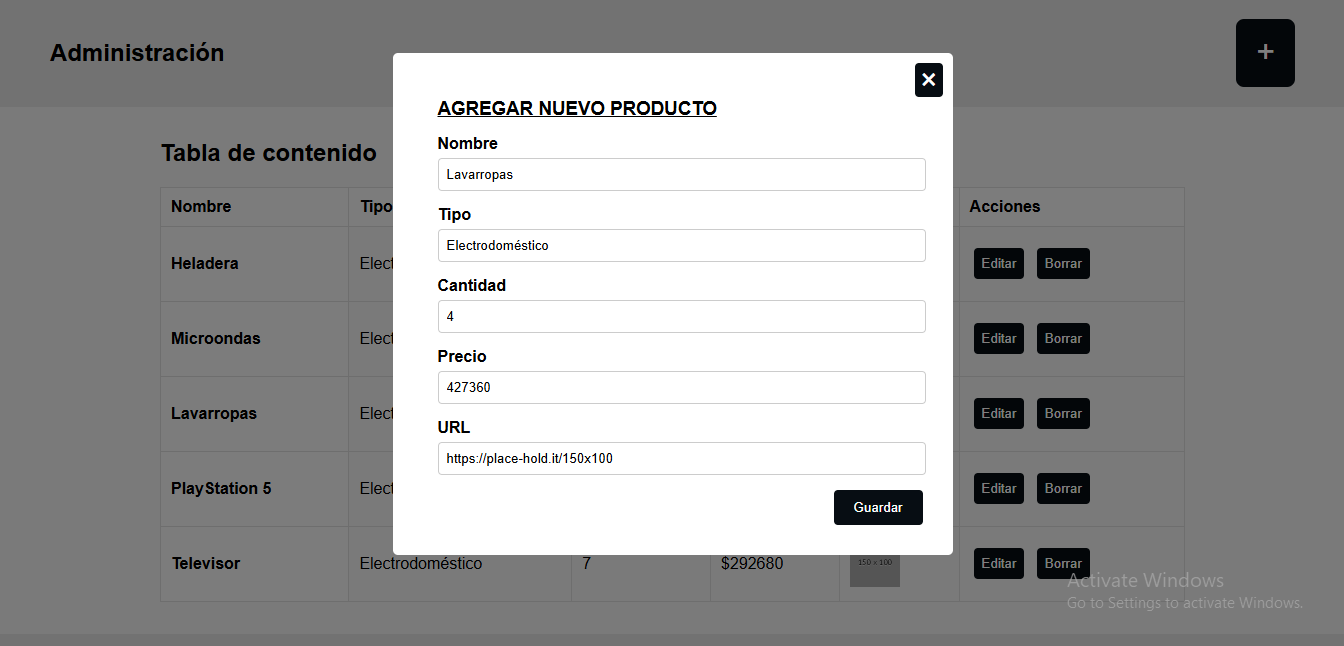 Administración
+
AGREGAR NUEVO PRODUCTO
Nombre
Lavarropas
Tipo
Electrodoméstico
Cantidad
4
Precio
427360
URL
https://place-hold.it/150x100
Guardar
Tabla de contenido
Nombre Tipo Acciones
Heladera Elect Editar Borrar
Microondas Elect Editar Borrar
Lavarropas Elect Editar Borrar
PlayStation 5 Elect Editar Borrar
Televisor Electrodoméstico 7 $292680 150 x 100 Editar Borrar
Activate Windows
Go to Settings to activate Windows.